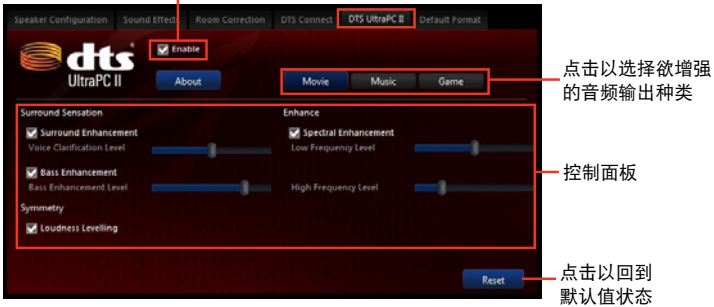 Speaker Configuration Sound Effects Room Correction DTS Connect DTS UltraPC II Default Format
Enable
dts
UltraPC II
About
Movie Music Game
点击以选择欲增强
的音频输出种类
Surround Sensation
Surround Enhancement
Voice Clarification Level
Bass Enhancement
Bass Enhancement Level
Symmetry
Loudness Levelling
Enhance
Spectral Enhancement
Low Frequency Level
High Frequency Level
控制面板
Reset
点击以回到
默认值状态